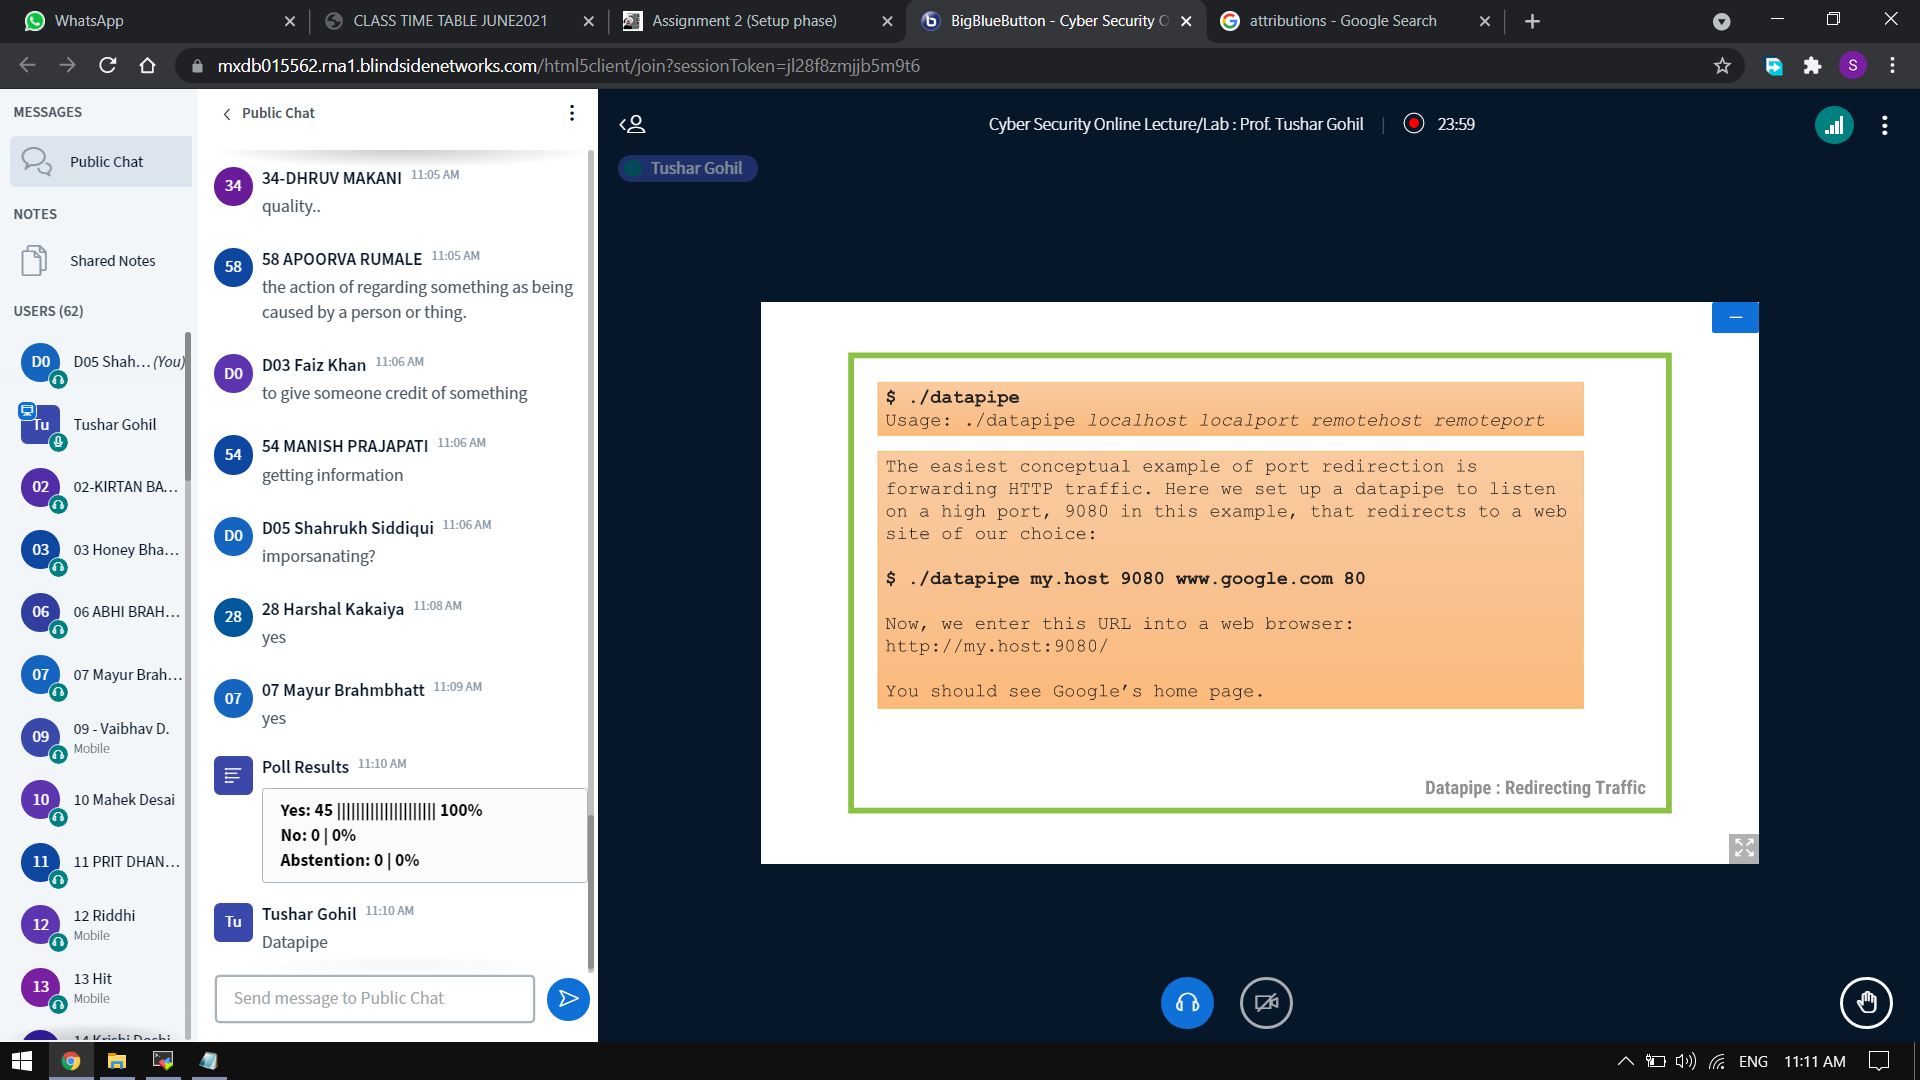 WhatsApp
CLASS TIME TABLE JUNE2021
Assignment 2 (Setup phase)
BigBlueButton - Cyber Security O
attributions - Google Search
mxdb015562.rna1.blindsidenetworks.com/html5client/join?sessionToken=jl28f8zmjjb5m9t6
S
MESSAGES
Public Chat
NOTES
Shared Notes
USERS (62)
D0
D05 Shah... (You)
Tu
Tushar Gohil
02
02-KIRTAN BA...
03
03 Honey Bha...
06
06 ABHI BRAH...
07
07 Mayur Brah...
09
09 - Vaibhav D.
Mobile
10
10 Mahek Desai
11
11 PRIT DHAN...
12
12 Riddhi
Mobile
13
13 Hit
Mobile
14 Krishi Doshi
Public Chat
34
34-DHRUV MAKANI 11:05 AM
quality..
58
58 APOORVA RUMALE 11:05 AM
the action of regarding something as being
caused by a person or thing.
D0
D03 Faiz Khan 11:06 AM
to give someone credit of something
54
54 MANISH PRAJAPATI 11:06 AM
getting information
D0
D05 Shahrukh Siddiqui 11:06 AM
imporsanating?
28
28 Harshal Kakaiya 11:08 AM
yes
07
07 Mayur Brahmbhatt 11:09 AM
yes
Poll Results 11:10 AM
Yes: 45 |||||||||||||||||||| 100%
No: 0 | 0%
Abstention: 0 | 0%
Tu
Tushar Gohil 11:10 AM
Datapipe
Send message to Public Chat
Cyber Security Online Lecture/Lab : Prof. Tushar Gohil | 23:59
Tushar Gohil
$ ./datapipe
Usage: ./datapipe localhost localport remotehost remoteport
The easiest conceptual example of port redirection is
forwarding HTTP traffic. Here we set up a datapipe to listen
on a high port, 9080 in this example, that redirects to a web
site of our choice:
$ ./datapipe my.host 9080 www.google.com 80
Now, we enter this URL into a web browser:
http://my.host:9080/
You should see Google’s home page.
Datapipe : Redirecting Traffic
ENG
11:11 AM